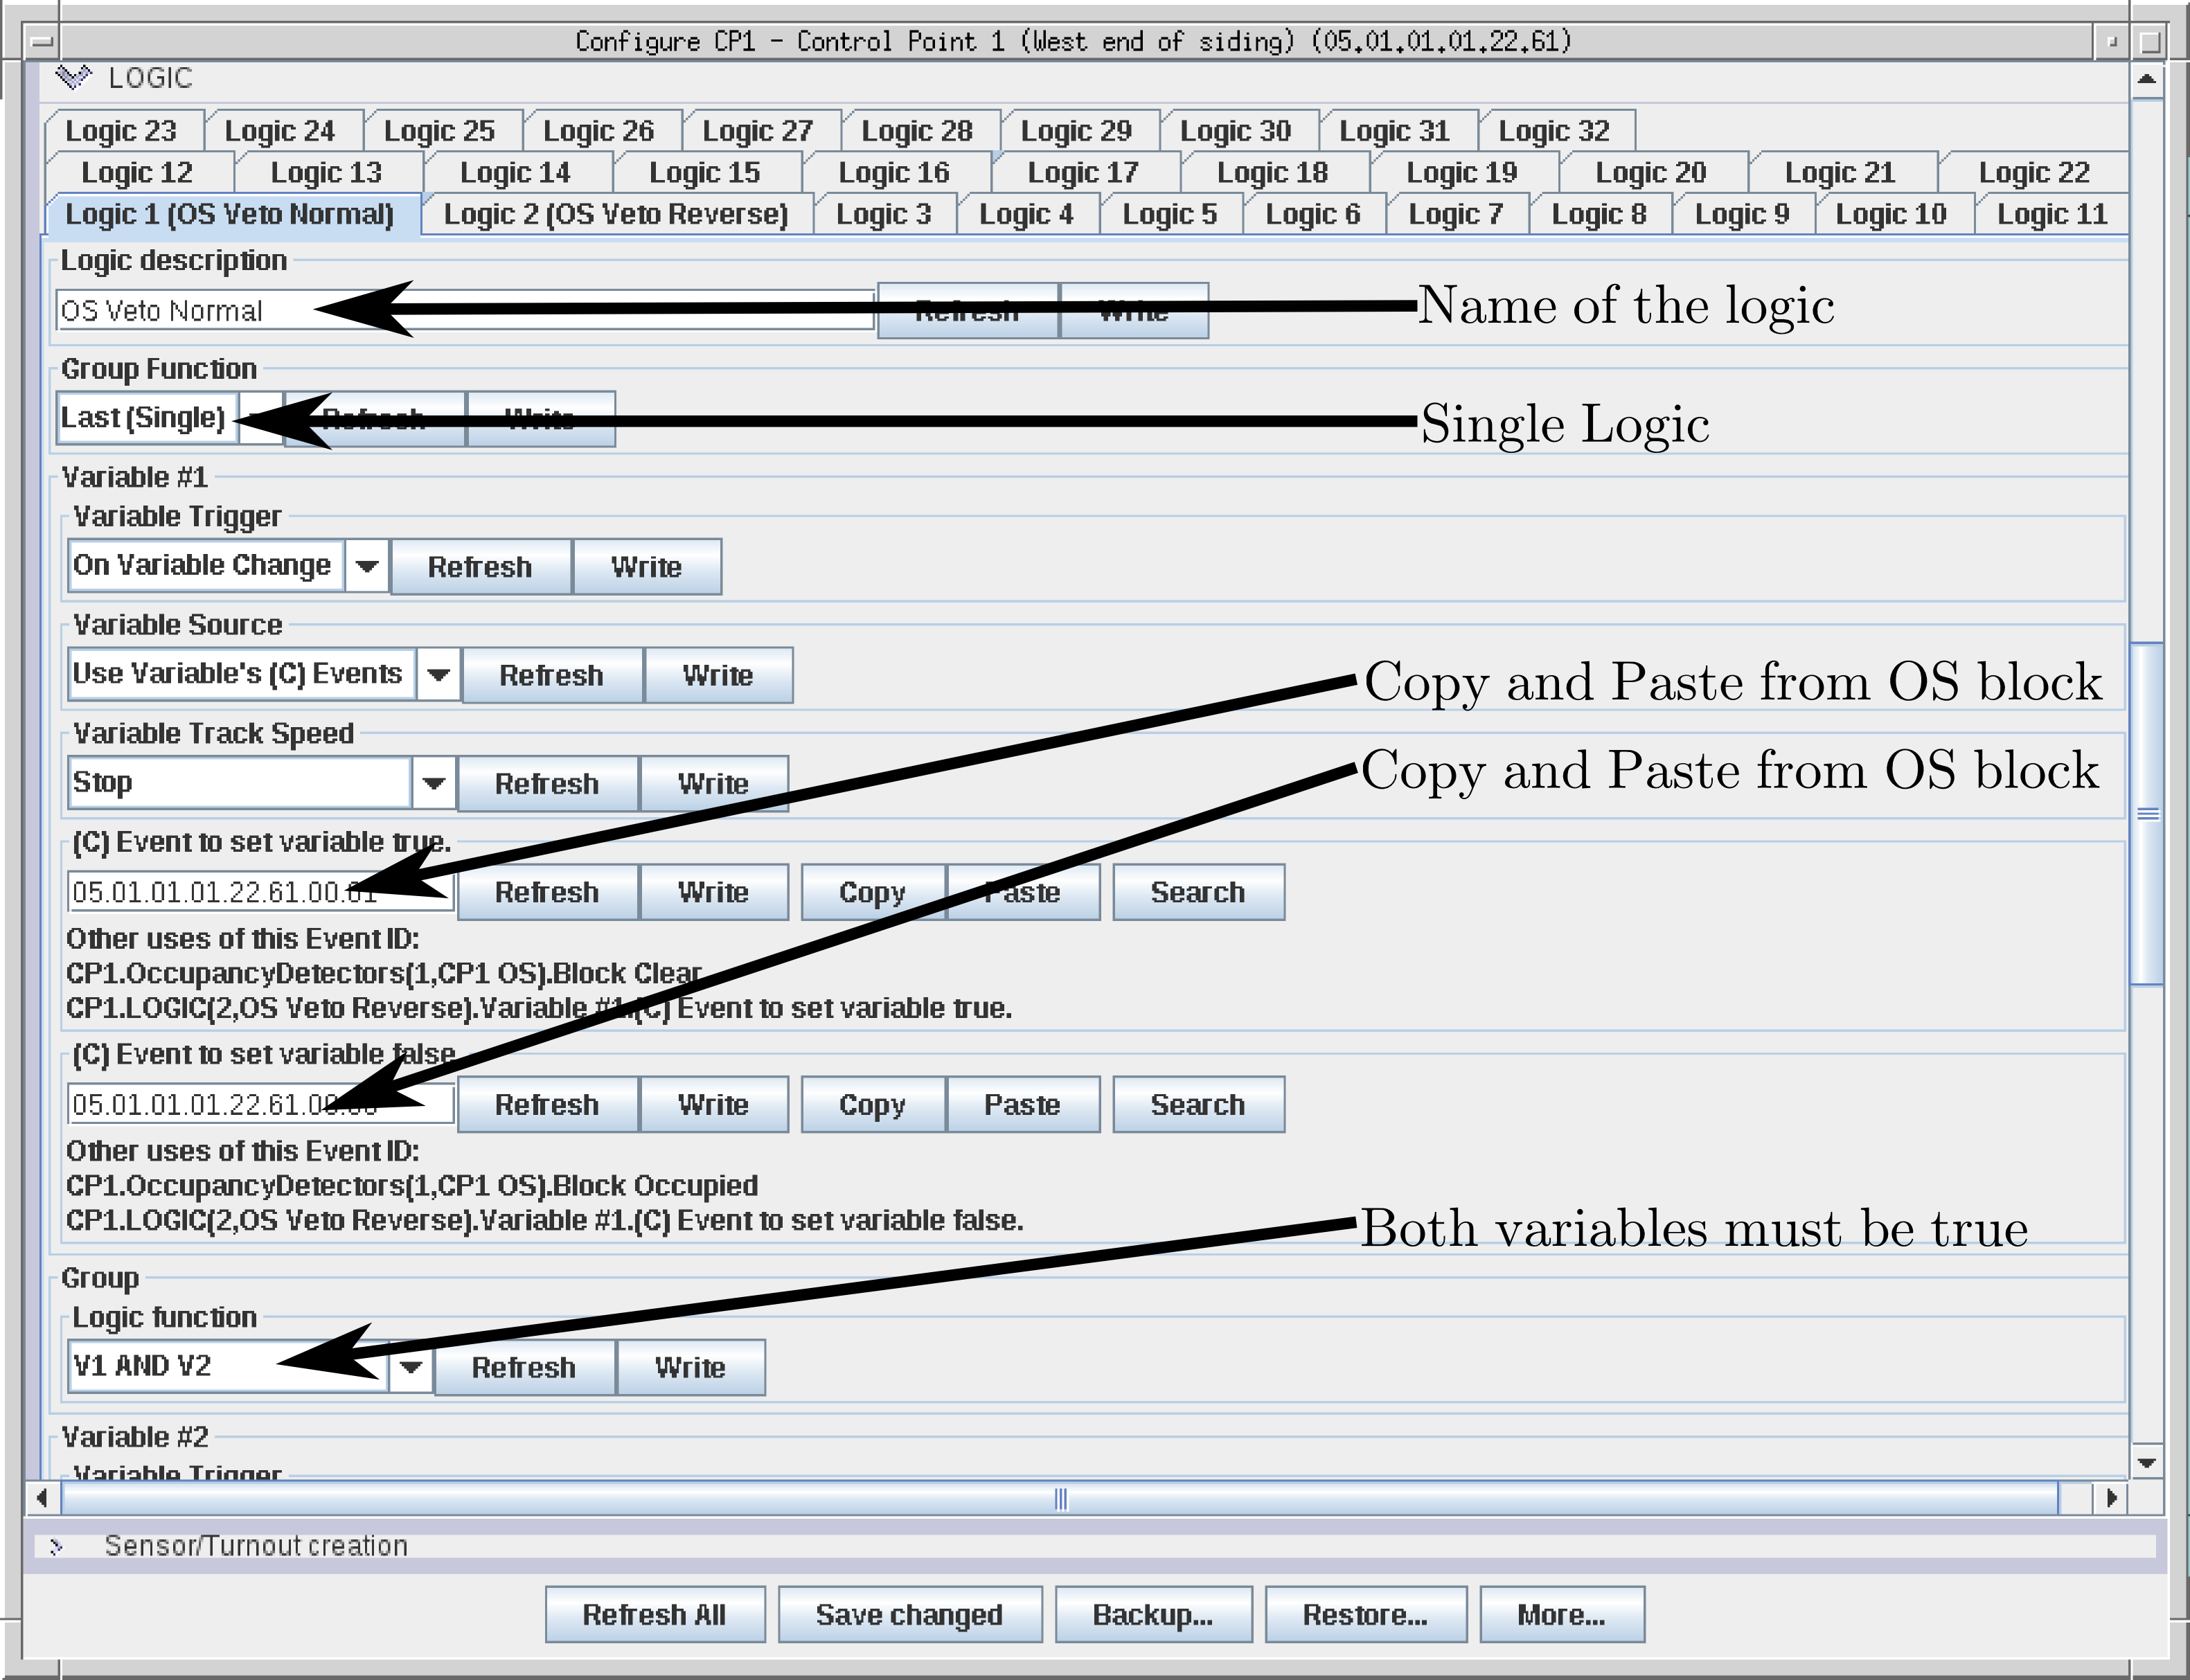 Configure CP1 - Control Point 1 (West end of siding) (05.01.01.01.22.61)
LOGIC
Logic 23 Logic 24 Logic 25 Logic 26 Logic 27 Logic 28 Logic 29 Logic 30 Logic 31 Logic 32
Logic 12 Logic 13 Logic 14 Logic 15 Logic 16 Logic 17 Logic 18 Logic 19 Logic 20 Logic 21 Logic 22
Logic 1 (OS Veto Normal) Logic 2 (OS Veto Reverse) Logic 3 Logic 4 Logic 5 Logic 6 Logic 7 Logic 8 Logic 9 Logic 10 Logic 11
Logic description
OS Veto Normal Refresh Write Name of the logic
Group Function
Last (Single) Refresh Write Single Logic
Variable #1
Variable Trigger
On Variable Change Refresh Write
Variable Source
Use Variable's (C) Events Refresh Write Copy and Paste from OS block
Variable Track Speed
Stop Refresh Write Copy and Paste from OS block
(C) Event to set variable true.
05.01.01.01.22.61.00.61 Refresh Write Copy Paste Search
Other uses of this Event ID:
CP1.OccupancyDetectors(1,CP1 OS).Block Clear
CP1.LOGIC(2,OS Veto Reverse).Variable #1.(C) Event to set variable true.
(C) Event to set variable false.
Refresh Write Copy Paste Search
Other uses of this Event ID:
CP1.OccupancyDetectors(1,CP1 OS).Block Occupied
CP1.LOGIC(2,OS Veto Reverse).Variable #1.(C) Event to set variable false. Both variables must be true
Group
Logic function
V1 AND V2 Refresh Write
Variable #2
Variable Trigger
Sensor/Turnout creation
Refresh All Save changed Backup... Restore... More...